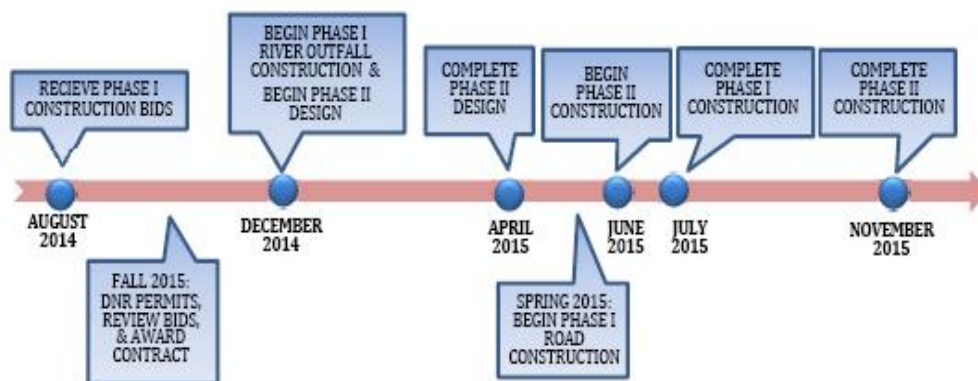 RECIEVE PHASE I
CONSTRUCTION BIDS
BEGIN PHASE I
RIVER OUTFALL
CONSTRUCTION &
BEGIN PHASE II
DESIGN
COMPLETE
PHASE II
DESIGN
BEGIN
PHASE II
CONSTRUCTION
COMPLETE
PHASE I
CONSTRUCTION
COMPLETE
PHASE II
CONSTRUCTION
AUGUST
2014
DECEMBER
2014
APRIL
2015
JUNE
2015
JULY
2015
NOVEMBER
2015
FALL 2015:
DNR PERMITS,
REVIEW BIDS,
& AWARD
CONTRACT
SPRING 2015:
BEGIN PHASE I
ROAD
CONSTRUCTION